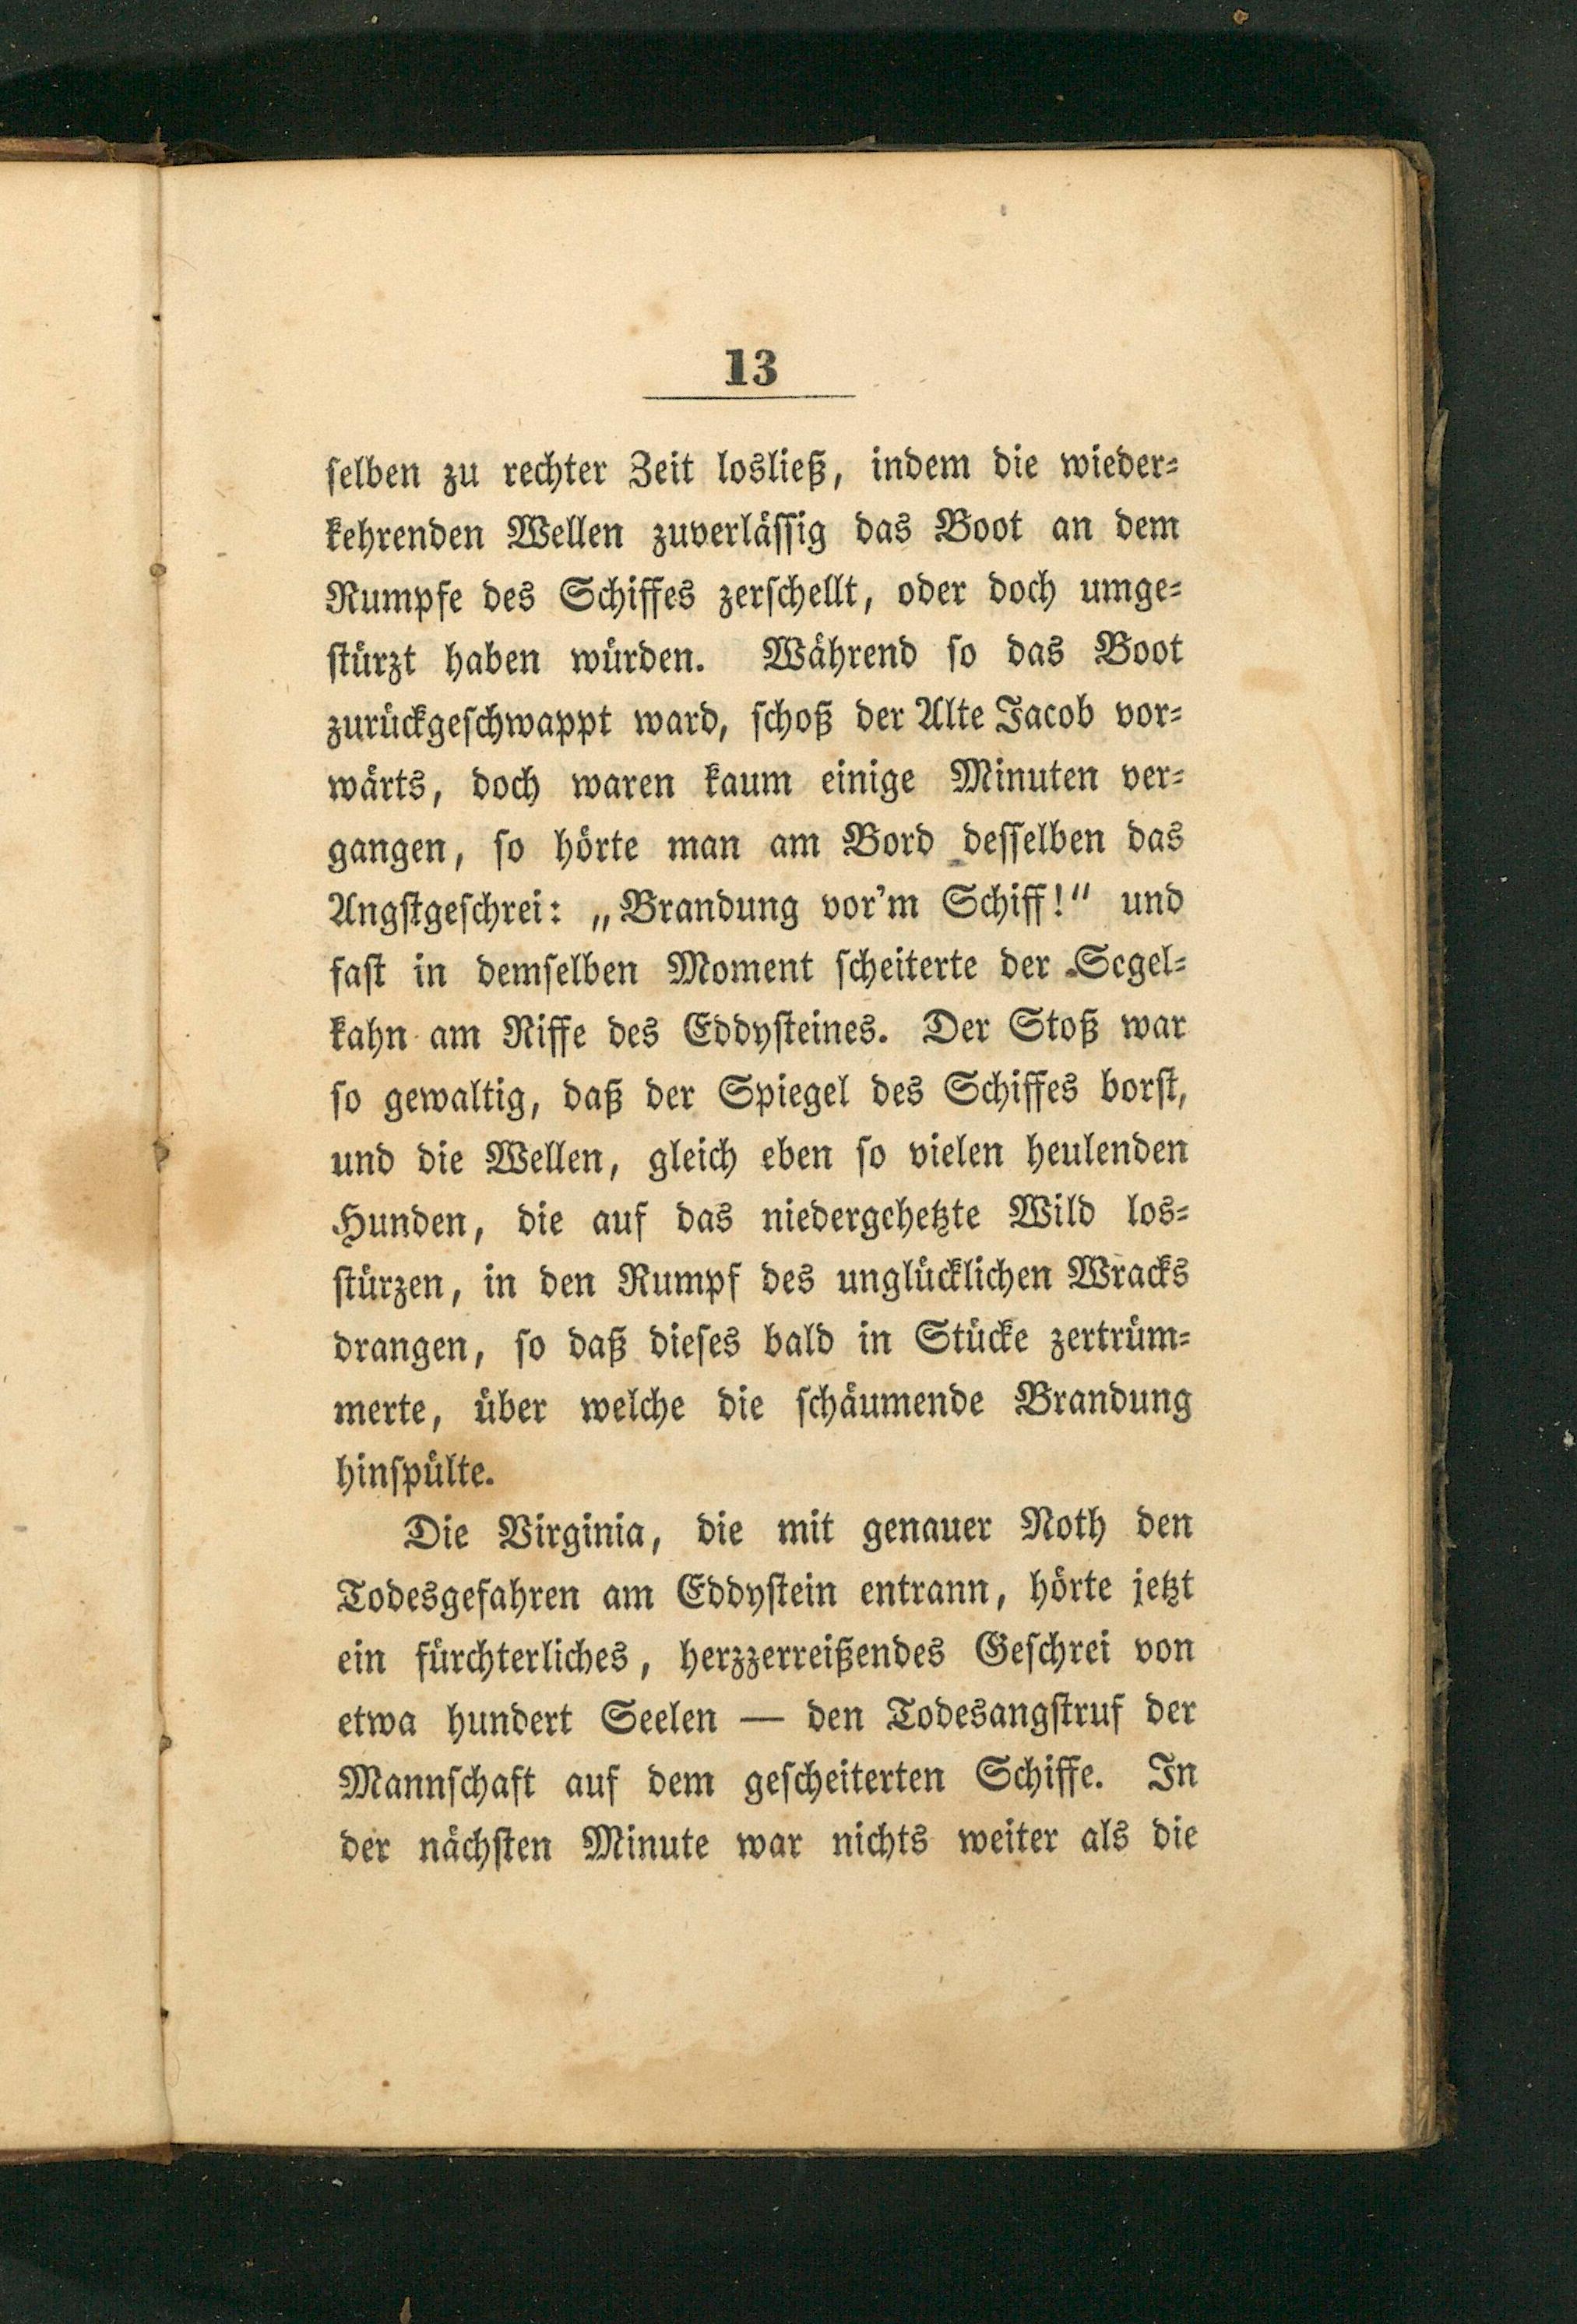 13
selben zu rechter Zeit losließ, indem die wieder-
kehrenden Wellen zuverlässig das Boot an dem
Rumpfe des Schiffes zerschellt, oder doch umge-
stürzt haben würden. Während so das Boot
zurückgeschwappt ward, schoß der Alte Jacob vor-
wärts, doch waren kaum einige Minuten ver-
gangen, so hörte man am Bord desselben das
Angstgeschrei: „Brandung vor'm Schiff!“ und
fast in demselben Moment scheiterte der Segel-
kahn am Riffe des Eddysteines. Der Stoß war
so gewaltig, daß der Spiegel des Schiffes borst,
und die Wellen, gleich eben so vielen heulenden
Hunden, die auf das niedergehetzte Wild los-
stürzen, in den Rumpf des unglücklichen Wracks
drangen, so daß dieses bald in Stücke zertrüm-
merte, über welche die schäumende Brandung
hinspülte.
Die Virginia, die mit genauer Noth den
Todesgefahren am Eddystein entrann, hörte jetzt
ein fürchterliches, herzzerreißendes Geschrei von
etwa hundert Seelen — den Todesangstruf der
Mannschaft auf dem gescheiterten Schiffe. In
der nächsten Minute war nichts weiter als die